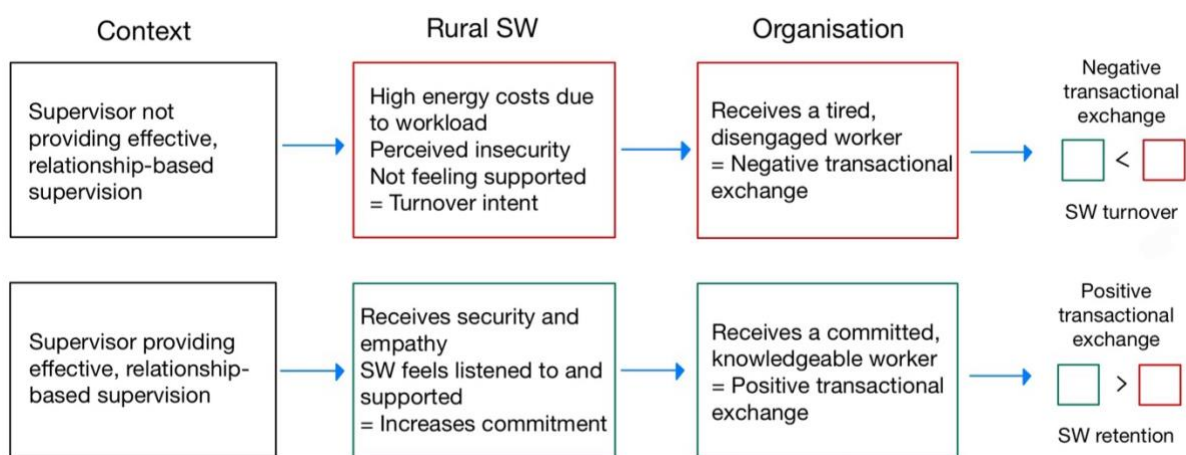 Context
Rural SW
Organisation
Supervisor not
providing effective,
relationship-based
supervision
High energy costs due
to workload
Perceived insecurity
Not feeling supported
= Turnover intent
Receives a tired,
disengaged worker
= Negative transactional
exchange
Negative
transactional
exchange
<
SW turnover
Supervisor providing
effective, relationship-
based supervision
Receives security and
empathy
SW feels listened to and
supported
= Increases commitment
Receives a committed,
knowledgeable worker
= Positive transactional
exchange
Positive
transactional
exchange
>
SW retention